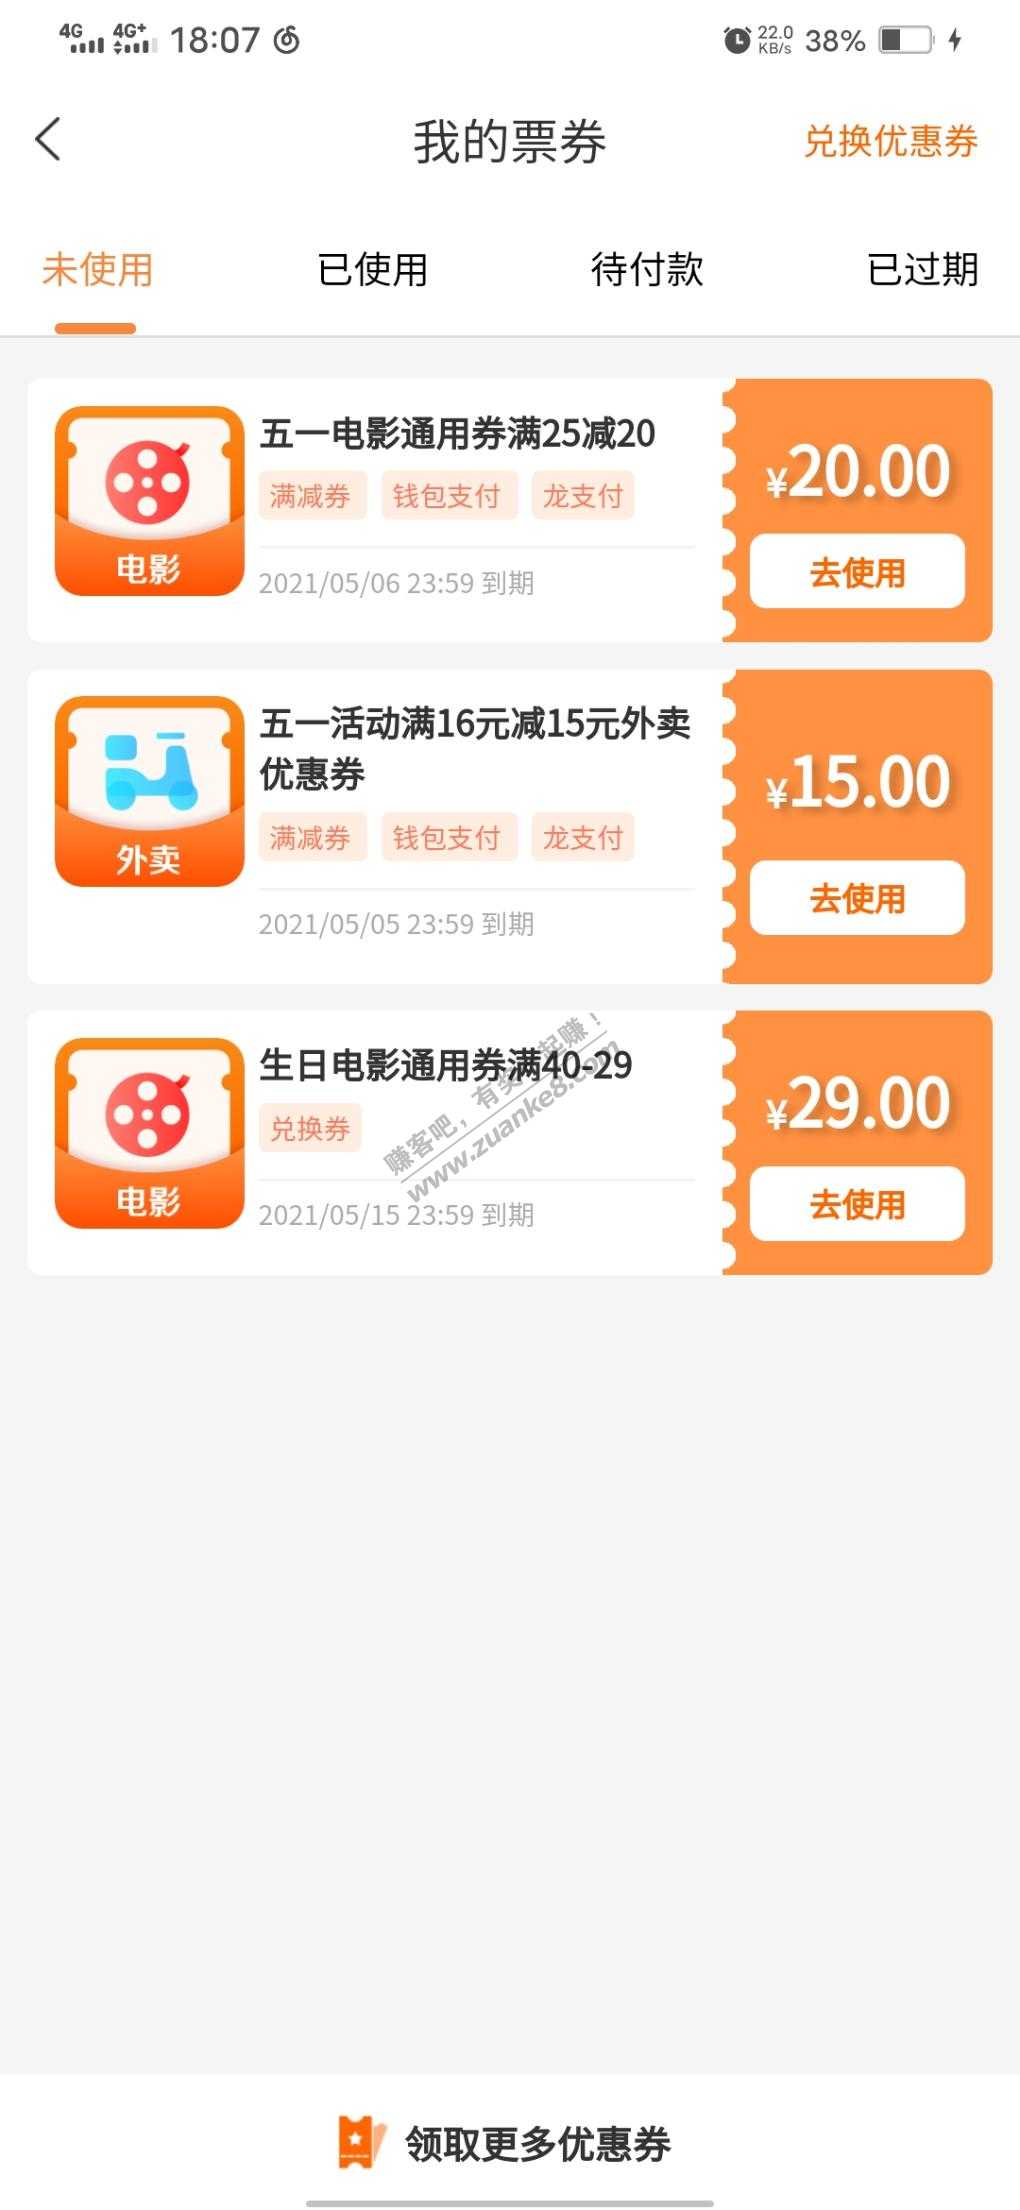 4G 4G+ 18:07 22.0 KB/s 38%
我的票券 兑换优惠券
未使用 已使用 待付款 已过期
五一电影通用券满25减20
满减券 钱包支付 龙支付
2021/05/06 23:59 到期
电影
¥20.00
去使用
五一活动满16元减15元外卖
优惠券
满减券 钱包支付 龙支付
2021/05/05 23:59 到期
外卖
¥15.00
去使用
生日电影通用券满40-29
兑换券
2021/05/15 23:59 到期
电影
¥29.00
去使用
赚客吧，有奖一起赚！
www.zuanke8.com
领取更多优惠券